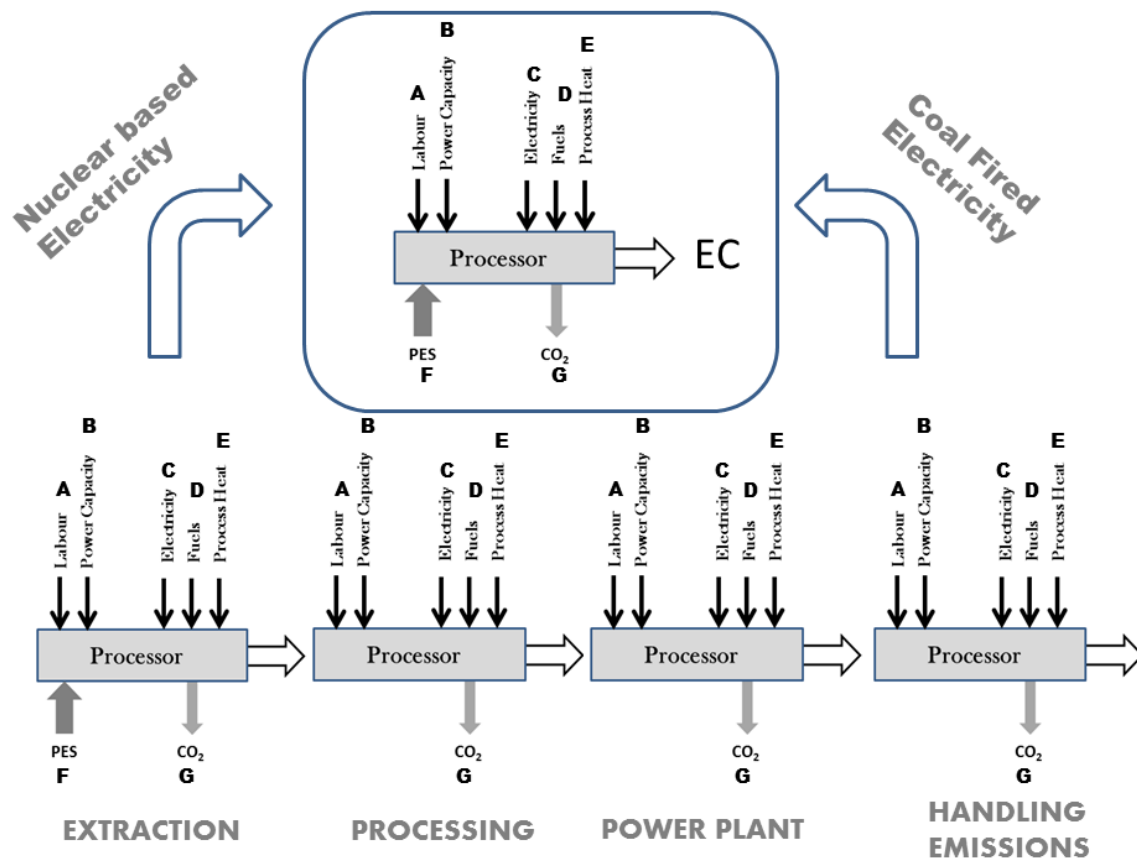 Nuclear based
Electricity
Coal Fired
Electricity
A
Labour
B
Power Capacity
C
Electricity
D
Fuels
E
Process Heat
Processor
EC
PES
F
CO₂
G
A
Labour
B
Power Capacity
C
Electricity
D
Fuels
E
Process Heat
Processor
PES
F
CO₂
G
EXTRACTION
A
Labour
B
Power Capacity
C
Electricity
D
Fuels
E
Process Heat
Processor
CO₂
G
PROCESSING
A
Labour
B
Power Capacity
C
Electricity
D
Fuels
E
Process Heat
Processor
CO₂
G
POWER PLANT
A
Labour
B
Power Capacity
C
Electricity
D
Fuels
E
Process Heat
Processor
CO₂
G
HANDLING
EMISSIONS